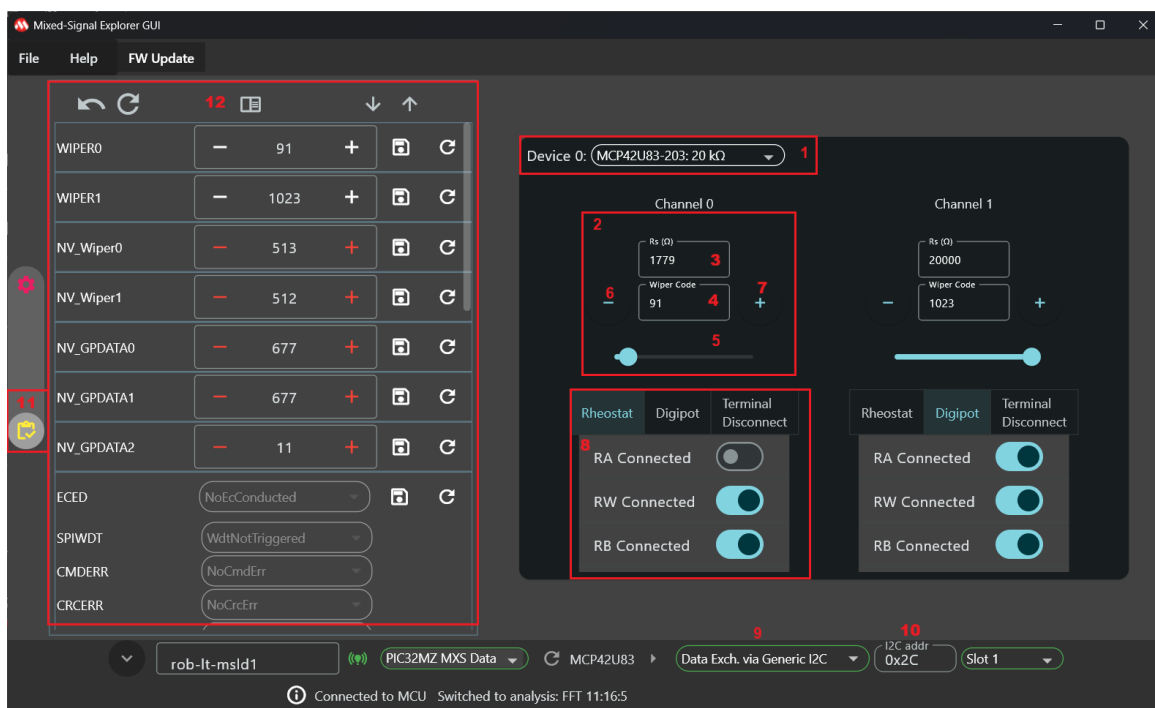 Mixed-Signal Explorer GUI
File Help FW Update
12
WIPER0 91
WIPER1 1023
NV_Wiper0 513
NV_Wiper1 512
NV_GPDATA0 677
NV_GPDATA1 677
NV_GPDATA2 11
ECED NoEcConducted
SPIWDT WdtNotTriggered
CMDERR NoCmdErr
CRCERR NoCrcErr
11
Device 0: MCP42U83-203: 20 kΩ 1
Channel 0
2
Rs (Ω)
1779 3
Wiper Code
91 4
6 − 7 +
5
Rheostat Digipot Terminal Disconnect
8
RA Connected
RW Connected
RB Connected
Channel 1
Rs (Ω)
20000
Wiper Code
1023
− +
Rheostat Digipot Terminal Disconnect
RA Connected
RW Connected
RB Connected
9 10
rob-lt-msld1 PIC32MZ MXS Data MCP42U83 Data Exch. via Generic I2C I2C addr 0x2C Slot 1
Connected to MCU Switched to analysis: FFT 11:16:5